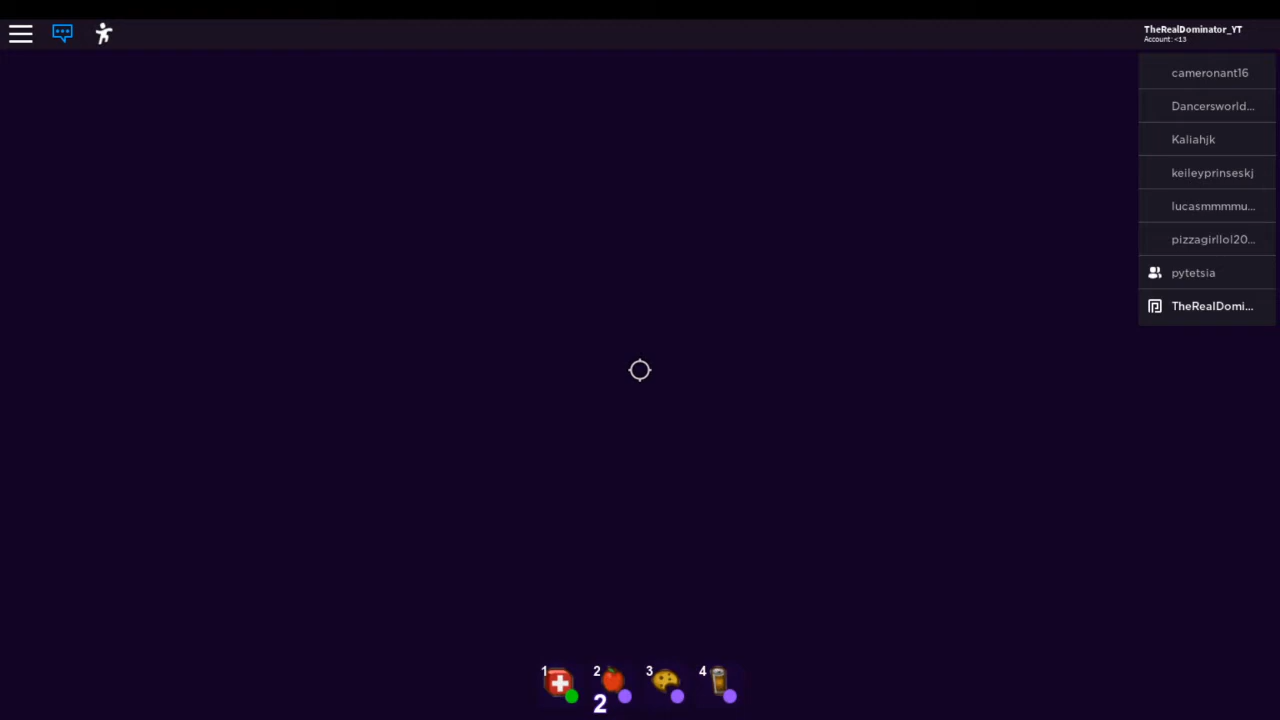 TheRealDominator_YT
Account: <13
cameronant16
Dancersworld...
Kaliahjk
keileyprinseskj
lucasmmmmu...
pizzagirllol20...
pytetsia
TheRealDomi...
1 2 3 4
2